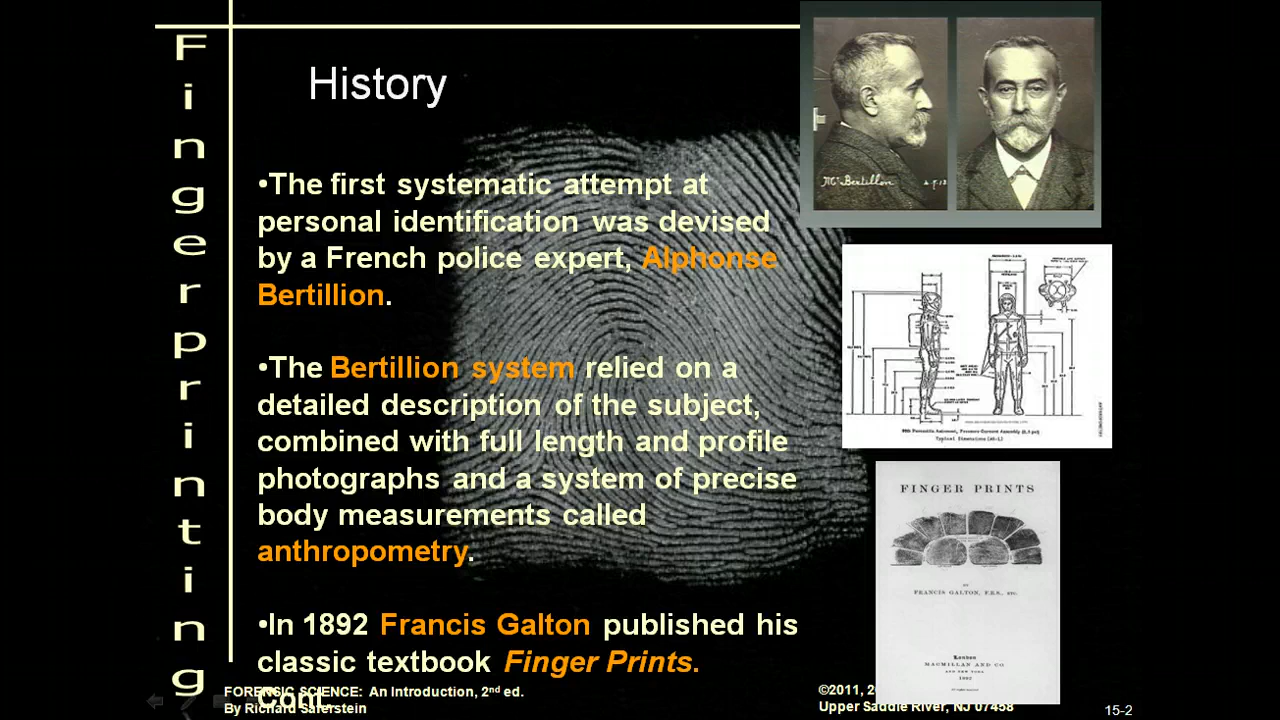 Fingerprinting
History
•The first systematic attempt at
personal identification was devised
by a French police expert, Alphonse
Bertillion.
•The Bertillion system relied on a
detailed description of the subject,
combined with full length and profile
photographs and a system of precise
body measurements called
anthropometry.
•In 1892 Francis Galton published his
classic textbook Finger Prints.
Cont.
FORENSIC SCIENCE: An Introduction, 2nd ed.
By Richard Saferstein
Bertillon
Typical Dimensions
FINGER PRINTS
BY
FRANCIS GALTON, F.R.S., ETC.
London
MACMILLAN AND CO.
AND NEW YORK
1892
©2011, 2
Upper Saddle River, NJ 07458
15-2